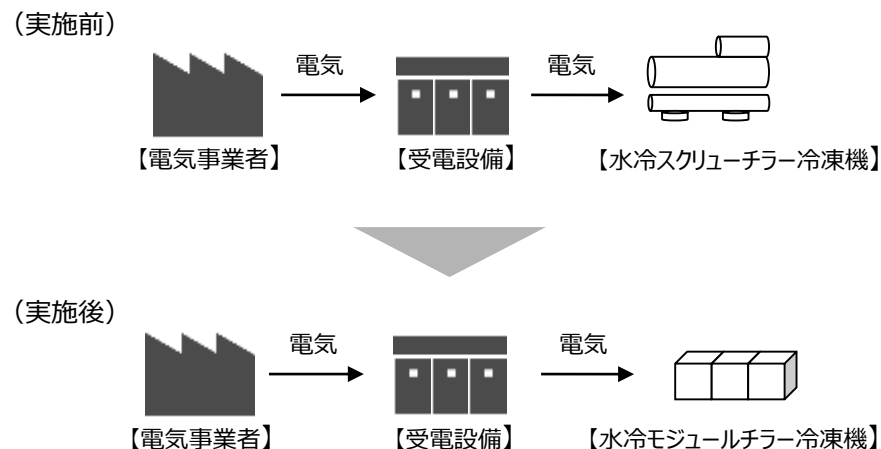 （実施前）
電気 電気
【電気事業者】 【受電設備】 【水冷スクリューチラー冷凍機】
（実施後）
電気 電気
【電気事業者】 【受電設備】 【水冷モジュールチラー冷凍機】